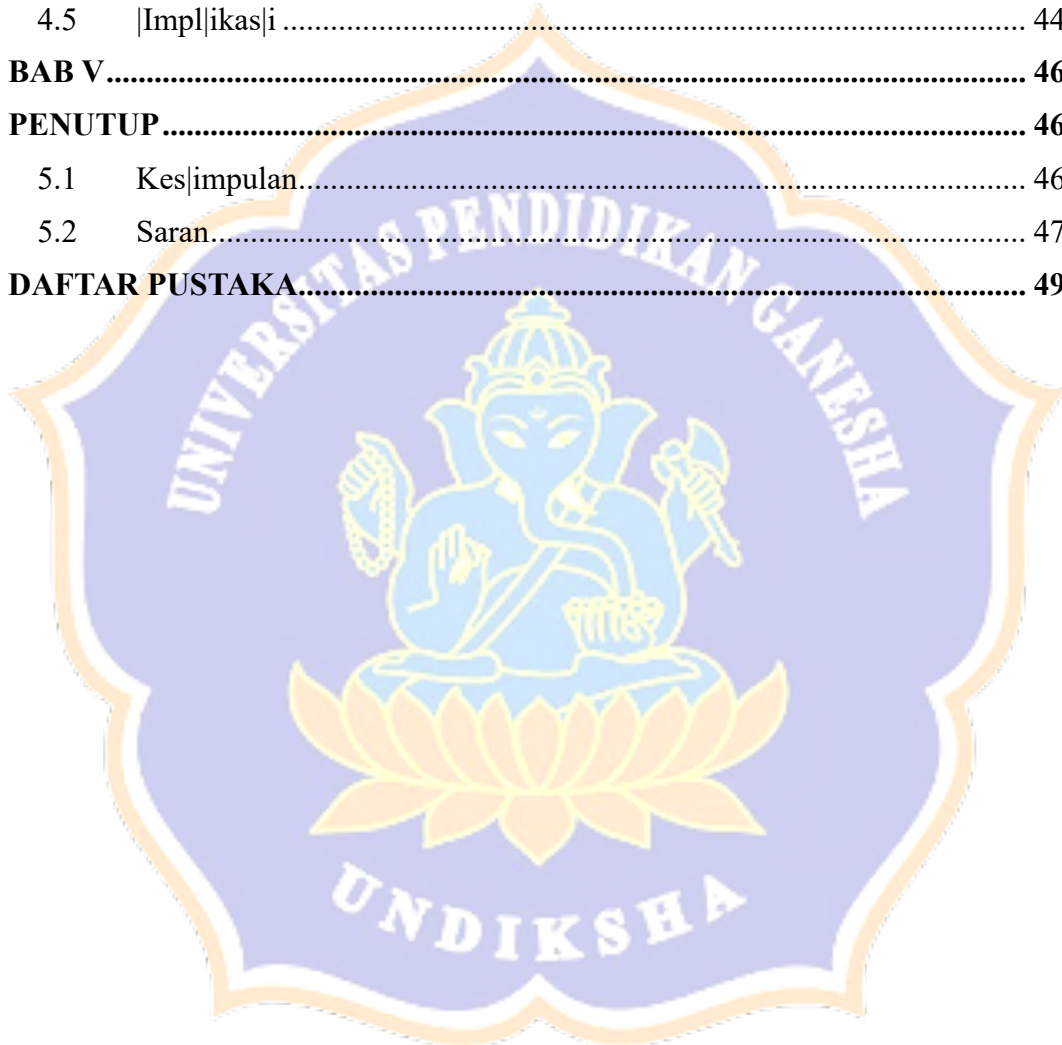 4.5 |Impl|ikas|i ........ 44
BAB V ........ 46
PENUTUP ........ 46
5.1 Kes|impulan ........ 46
5.2 Saran ........ 47
DAFTAR PUSTAKA ........ 49
UNIVERSITAS PENDIDIKAN GANESHA
UNDIKSHA